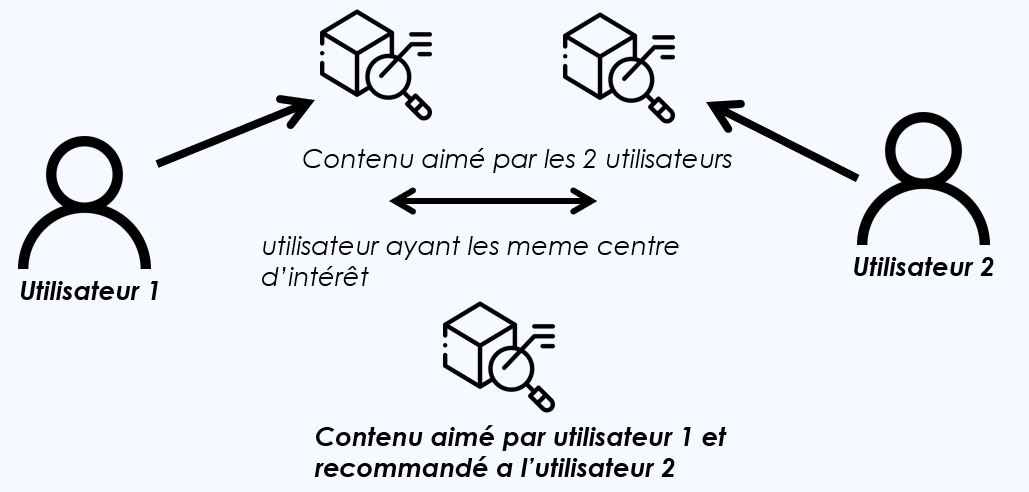 Contenu aimé par les 2 utilisateurs
utilisateur ayant les meme centre
d'intérêt
Utilisateur 1
Utilisateur 2
Contenu aimé par utilisateur 1 et
recommandé a l'utilisateur 2